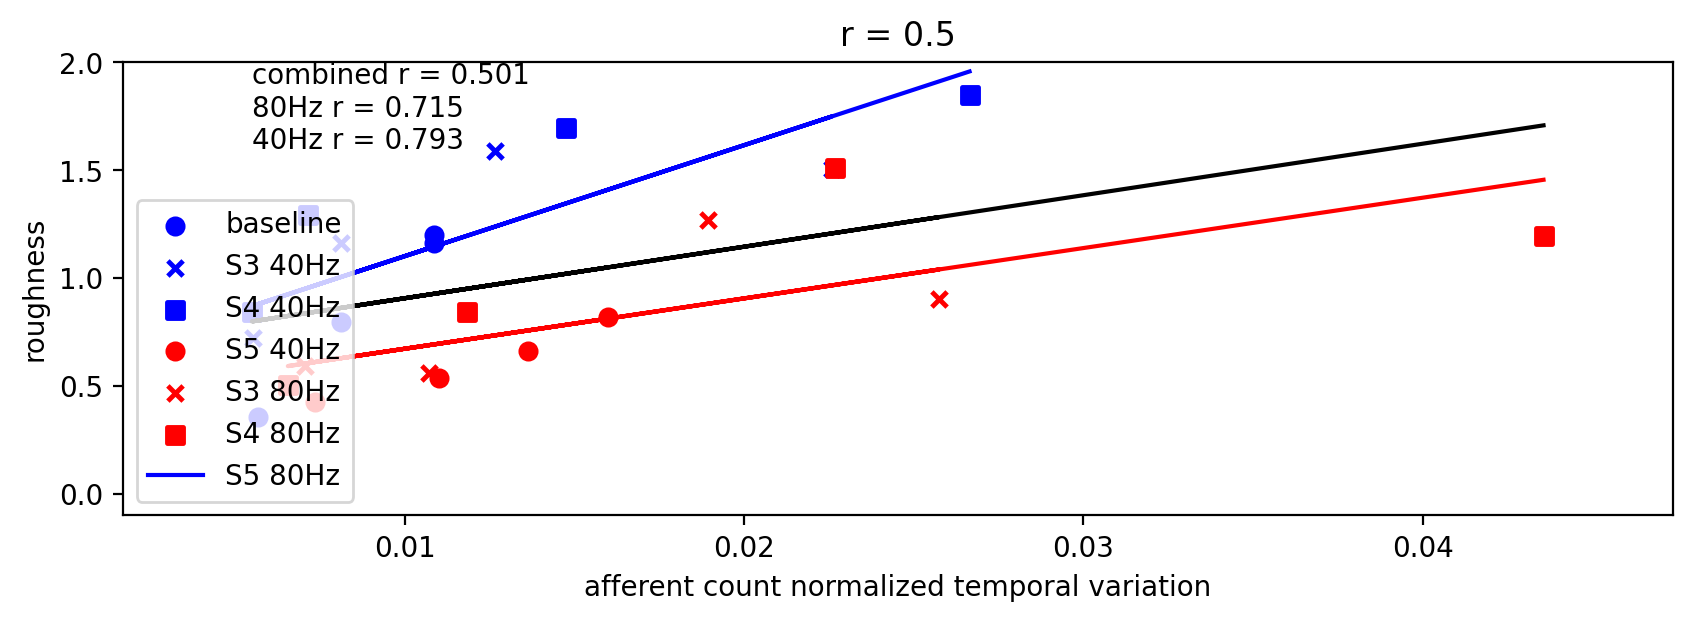 r = 0.5
combined r = 0.501
80Hz r = 0.715
40Hz r = 0.793
2.0
1.5
1.0
0.5
0.0
roughness
baseline
S3 40Hz
S4 40Hz
S5 40Hz
S3 80Hz
S4 80Hz
S5 80Hz
0.01
0.02
0.03
0.04
afferent count normalized temporal variation